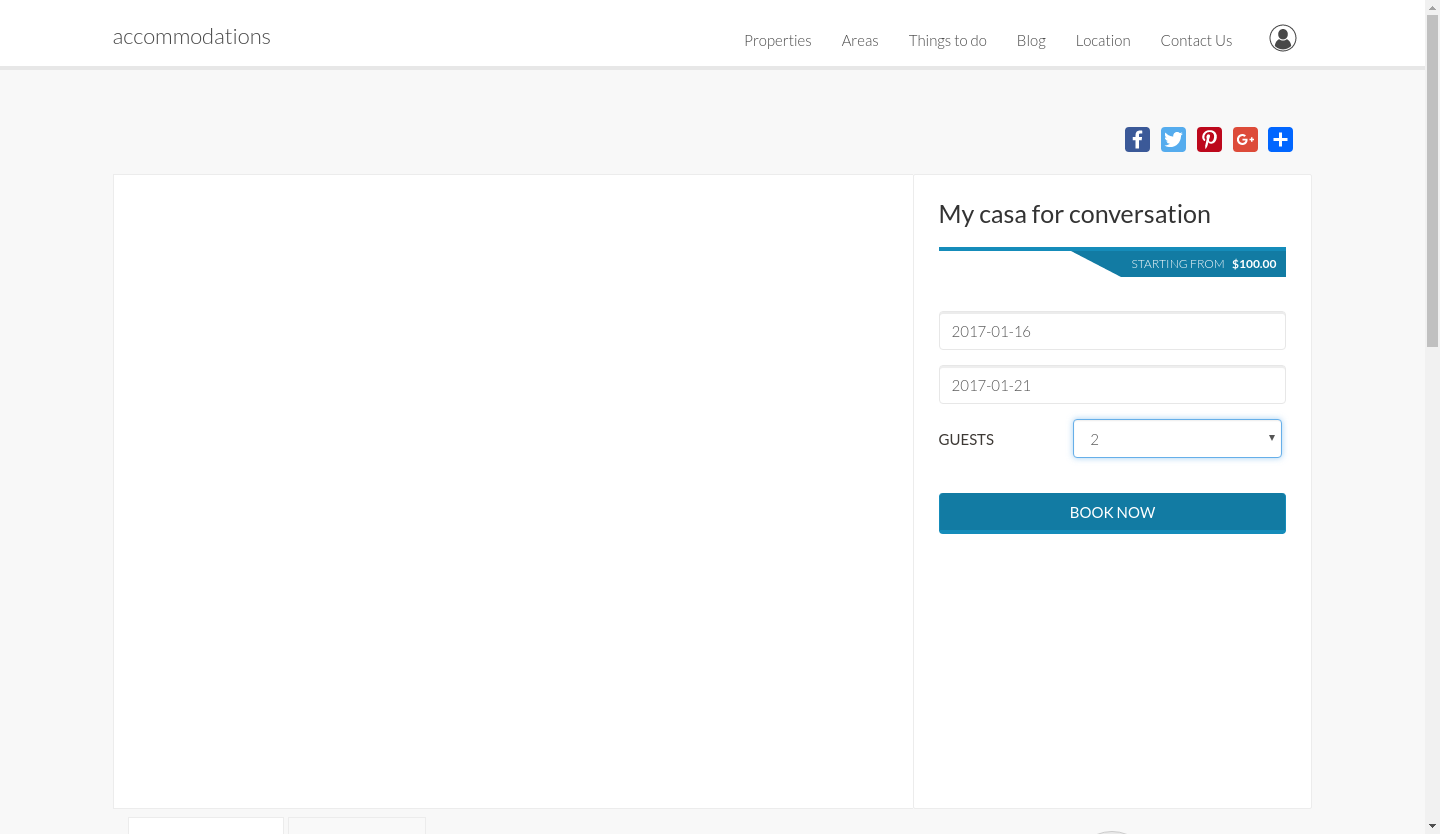 accommodations
Properties Areas Things to do Blog Location Contact Us
My casa for conversation
STARTING FROM $100.00
2017-01-16
2017-01-21
GUESTS 2
BOOK NOW